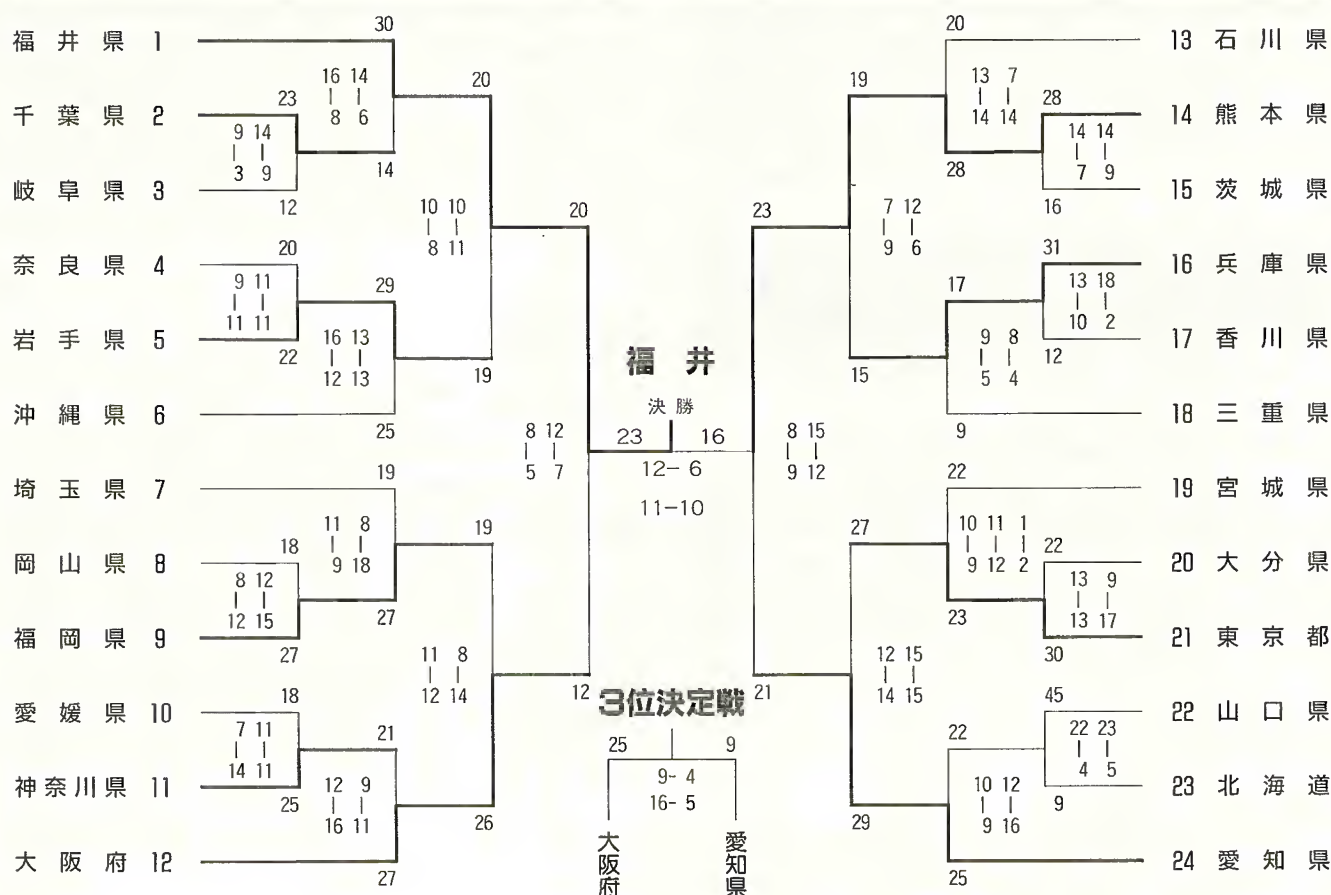 福井県 1
千葉県 2
岐阜県 3
奈良県 4
岩手県 5
沖縄県 6
埼玉県 7
岡山県 8
福岡県 9
愛媛県 10
神奈川県 11
大阪府 12
30
16 14
8 6
14
23
9 14
3 9
12
20
9 11
11 11
22
29
16 13
12 13
25
20
10 10
8 11
19
19
11 8
9 18
27
18
8 12
12 15
27
18
7 11
14 11
25
21
12 9
16 11
27
19
11 8
12 14
26
20
8 12
5 7
12
福井
決勝
23 16
12-6
11-10
3位決定戦
25 9
9-4
16-5
大阪府
愛知県
23
8 15
9 12
21
19
7 12
9 6
15
27
12 15
14 15
29
20
13 7
14 14
28
28
14 14
7 9
16
31
13 18
10 2
12
17
9 8
5 4
9
22
10 11 1
9 12 2
23
22
13 9
13 17
30
45
22 23
4 5
9
22
10 12
9 16
25
13 石川県
14 熊本県
15 茨城県
16 兵庫県
17 香川県
18 三重県
19 宮城県
20 大分県
21 東京都
22 山口県
23 北海道
24 愛知県